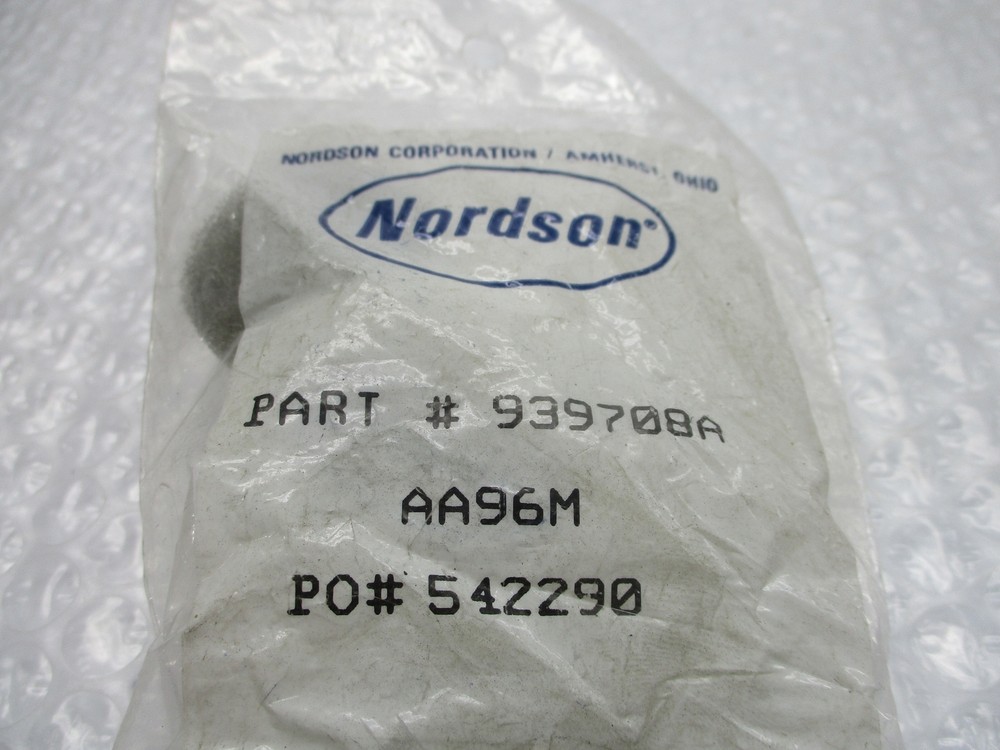 NORDSON CORPORATION / AMHERST, OHIO
Nordson®
PART # 939708A
AA96M
PO# 542290